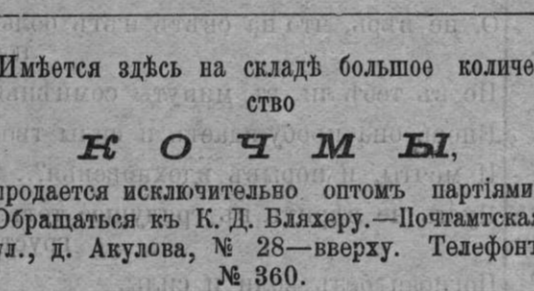 Имѣется здѣсь на складѣ большое количе
ство
КОЧМЫ,
продается исключительно оптомъ партіями
Обращаться къ К. Д. Бляхеру.—Почтамтская
ул., д. Акулова, № 28—вверху. Телефонъ
№ 360.